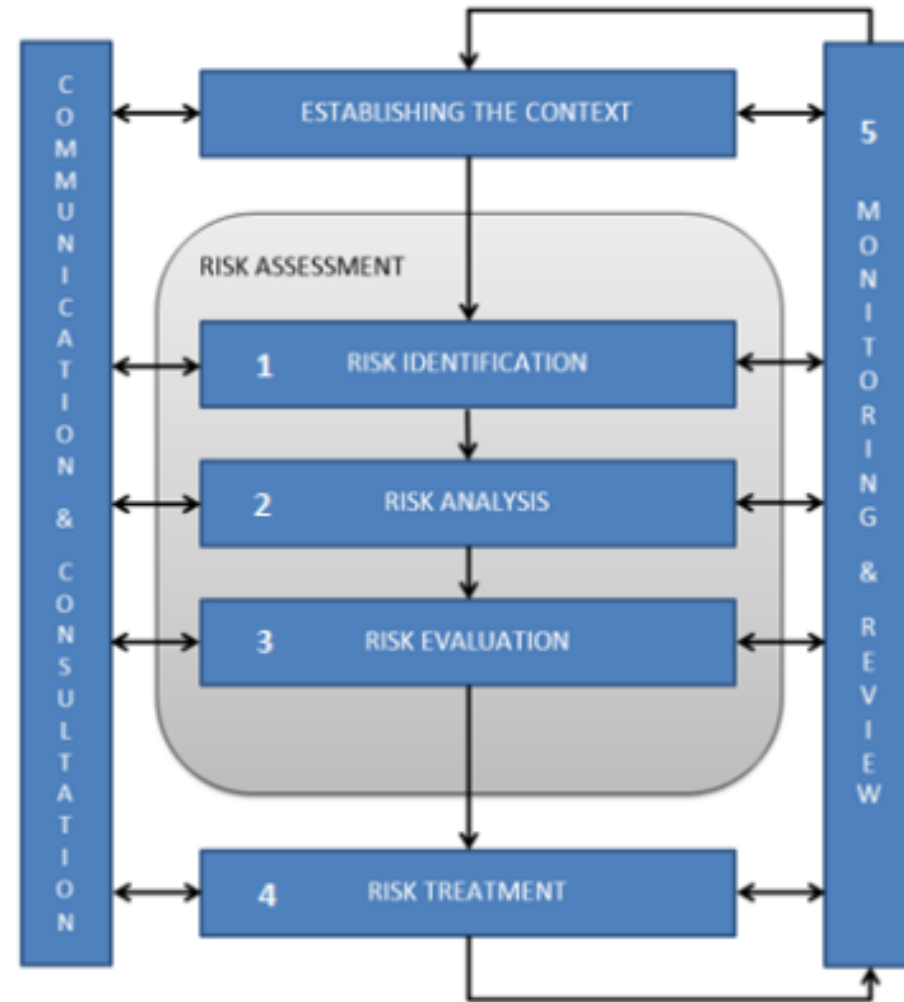 COMMUNICATION & CONSULTATION
ESTABLISHING THE CONTEXT
RISK ASSESSMENT
1 RISK IDENTIFICATION
2 RISK ANALYSIS
3 RISK EVALUATION
4 RISK TREATMENT
5 MONITORING & REVIEW